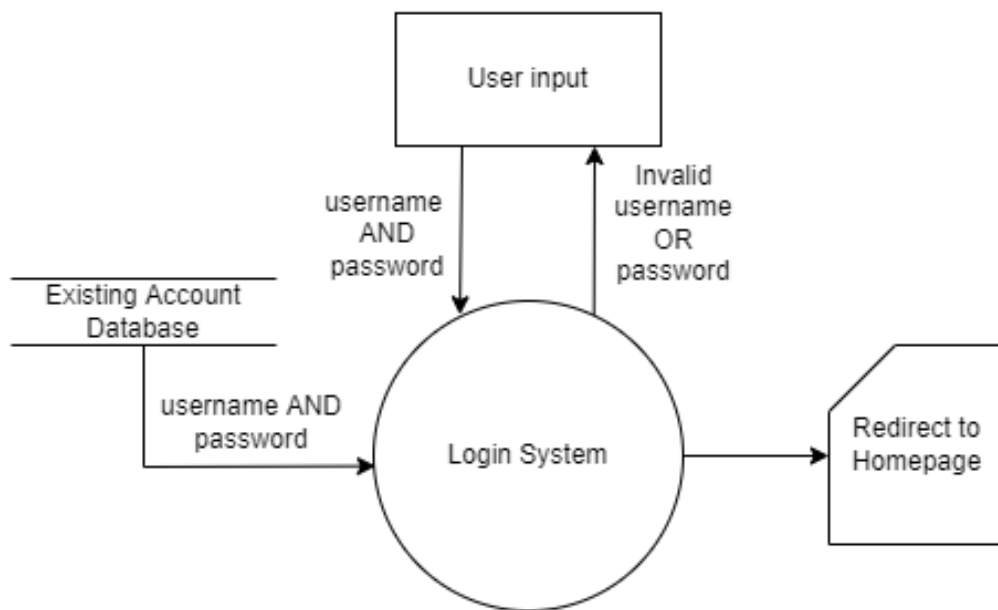 User input
username
AND
password
Invalid
username
OR
password
Existing Account
Database
username AND
password
Login System
Redirect to
Homepage